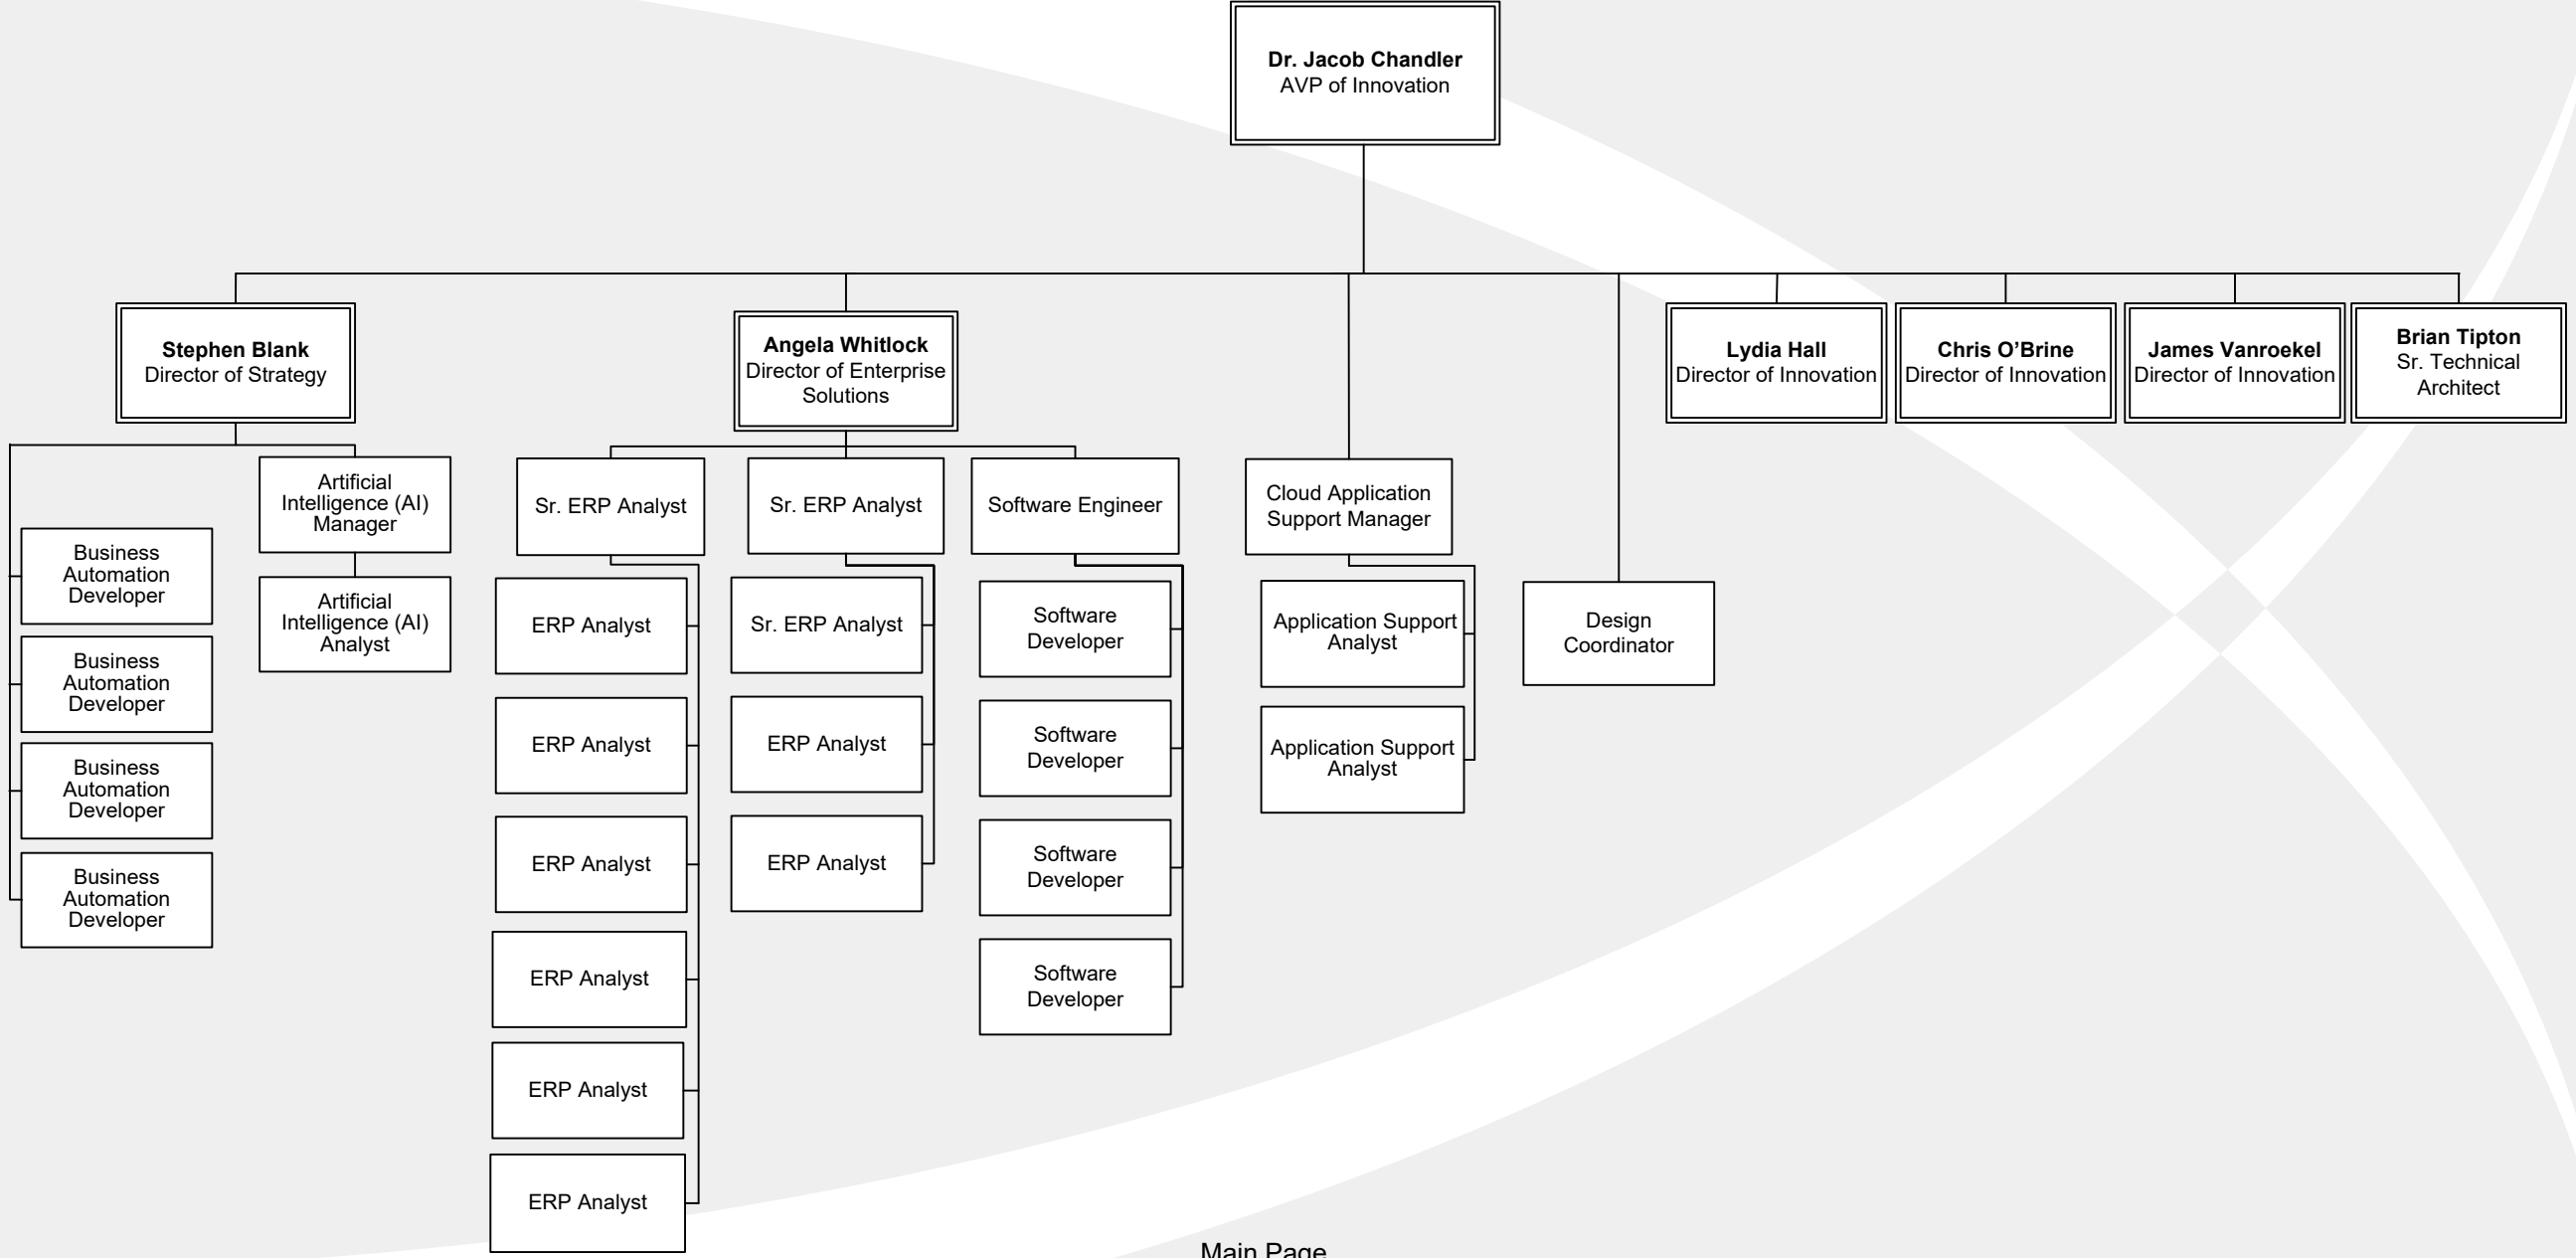 Dr. Jacob Chandler
AVP of Innovation
Stephen Blank
Director of Strategy
Angela Whitlock
Director of Enterprise
Solutions
Lydia Hall
Director of Innovation
Chris O’Brine
Director of Innovation
James Vanroekel
Director of Innovation
Brian Tipton
Sr. Technical
Architect
Business
Automation
Developer
Business
Automation
Developer
Business
Automation
Developer
Business
Automation
Developer
Artificial
Intelligence (AI)
Manager
Artificial
Intelligence (AI)
Analyst
Sr. ERP Analyst
ERP Analyst
ERP Analyst
ERP Analyst
ERP Analyst
ERP Analyst
ERP Analyst
Sr. ERP Analyst
Sr. ERP Analyst
ERP Analyst
ERP Analyst
Software Engineer
Software
Developer
Software
Developer
Software
Developer
Software
Developer
Cloud Application
Support Manager
Application Support
Analyst
Application Support
Analyst
Design
Coordinator
Main Page